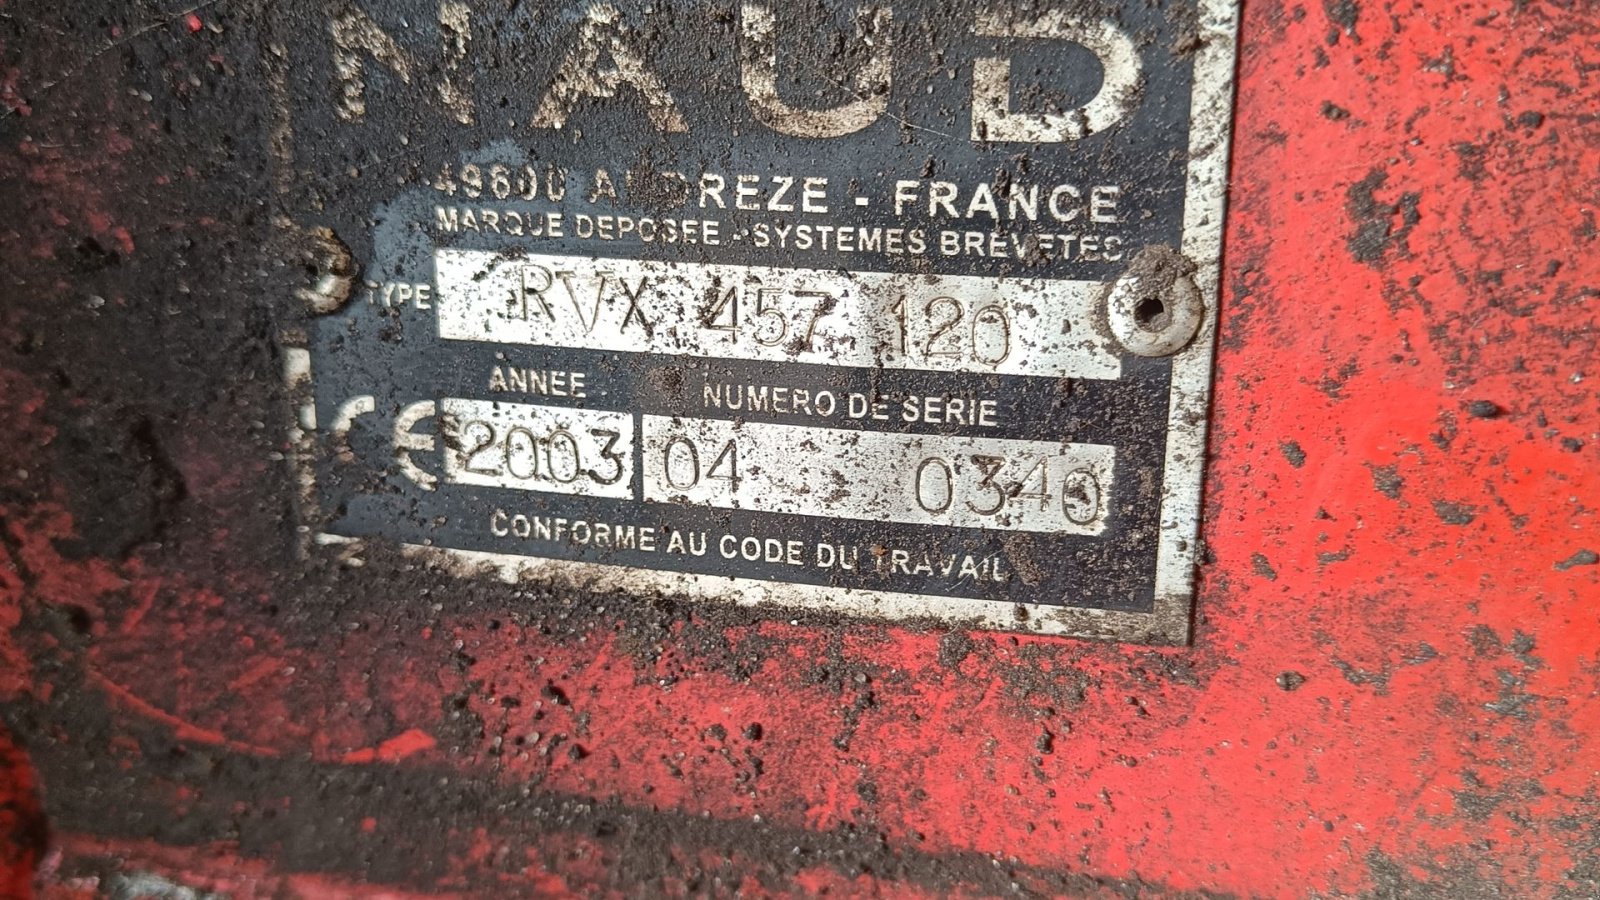 NAUD
49600 ANDREZE - FRANCE
MARQUE DEPOSEE - SYSTEMES BREVETES
TYPE RVX 457 120
ANNEE NUMERO DE SERIE
CE 2003 04 0340
CONFORME AU CODE DU TRAVAIL